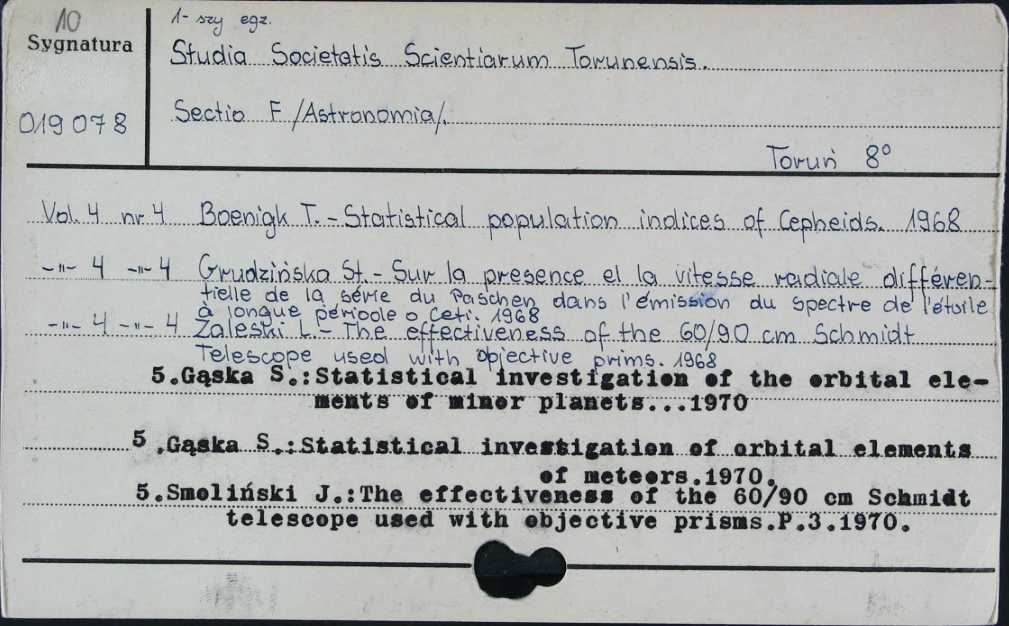 10
1-szy egz.
Sygnatura
Studia Societatis Scientiarum Torunensis.
019078
Sectio F /Astronomia/.
Toruń 8°
Vol. 4 nr 4 Boenigk T. - Statistical population indices of Cepheids. 1968
-"- 4 -"- 4 Grudzińska St. - Sur la presence el la vitesse radiale différen-
tielle de la série du Paschen dans l'émission du spectre de l'étoile
à longue période o Ceti. 1968
-"- 4 -"- 4 Zaleski L. - The effectiveness of the 60/90 cm Schmidt
Telescope used with objective prims. 1968
5.Gąska S.:Statistical investigation of the orbital ele-
ments of minor planets...1970
5.Gąska S.:Statistical investigation of orbital elements
of meteors.1970.
5.Smoliński J.:The effectiveness of the 60/90 cm Schmidt
telescope used with objective prisms.P.3.1970.